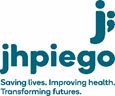 jhpiego
Saving lives. Improving health.
Transforming futures.